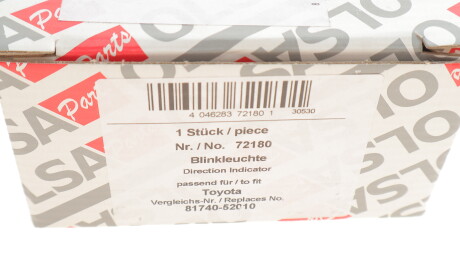 Parts
4 046283 72180 1 30530
1 Stück / piece
Nr. / No. 72180
Blinkleuchte
Direction Indicator
passend für / to fit
Toyota
Vergleichs-Nr. / Replaces No.
81740-52010